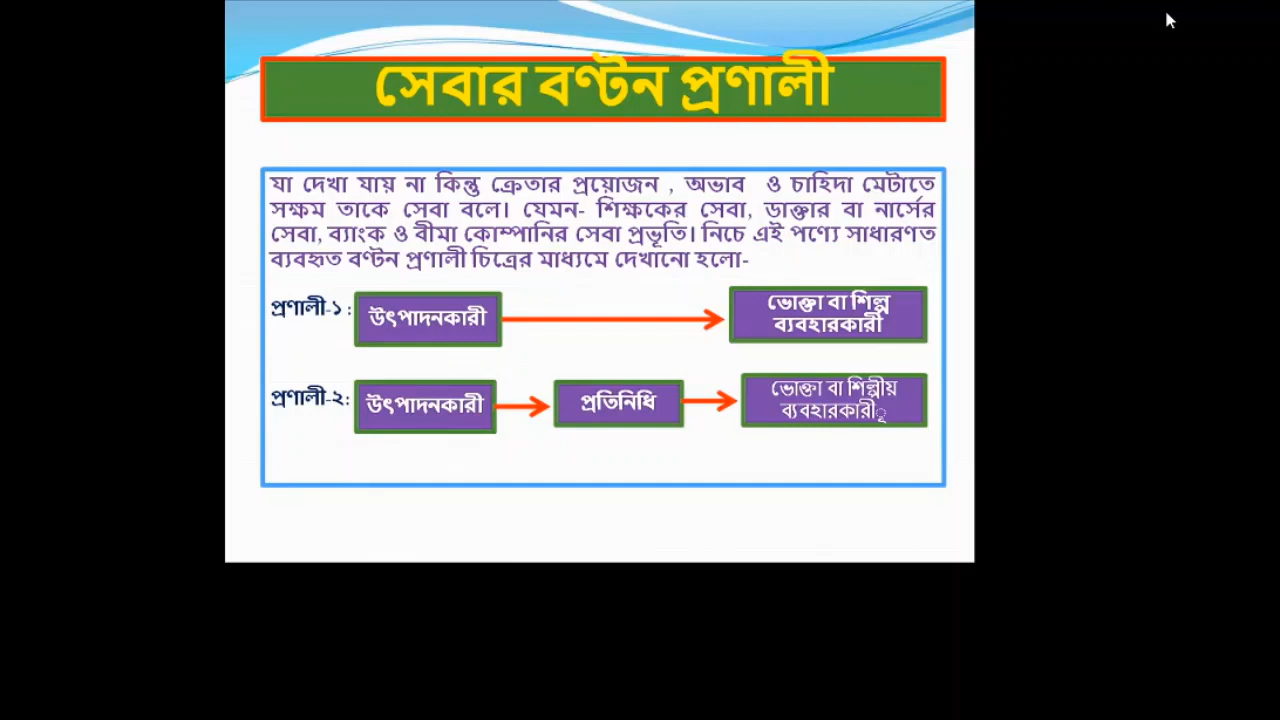 সেবার বণ্টন প্রণালী
যা দেখা যায় না কিন্তু ক্রেতার প্রয়োজন , অভাব ও চাহিদা মেটাতে
সক্ষম তাকে সেবা বলে। যেমন- শিক্ষকের সেবা, ডাক্তার বা নার্সের
সেবা, ব্যাংক ও বীমা কোম্পানির সেবা প্রভৃতি। নিচে এই পণ্যে সাধারণত
ব্যবহৃত বণ্টন প্রণালী চিত্রের মাধ্যমে দেখানো হলো-
প্রণালী-১ :
উৎপাদনকারী
ভোক্তা বা শিল্প
ব্যবহারকারী
প্রণালী-২:
উৎপাদনকারী
প্রতিনিধি
ভোক্তা বা শিল্পীয়
ব্যবহারকারীূ